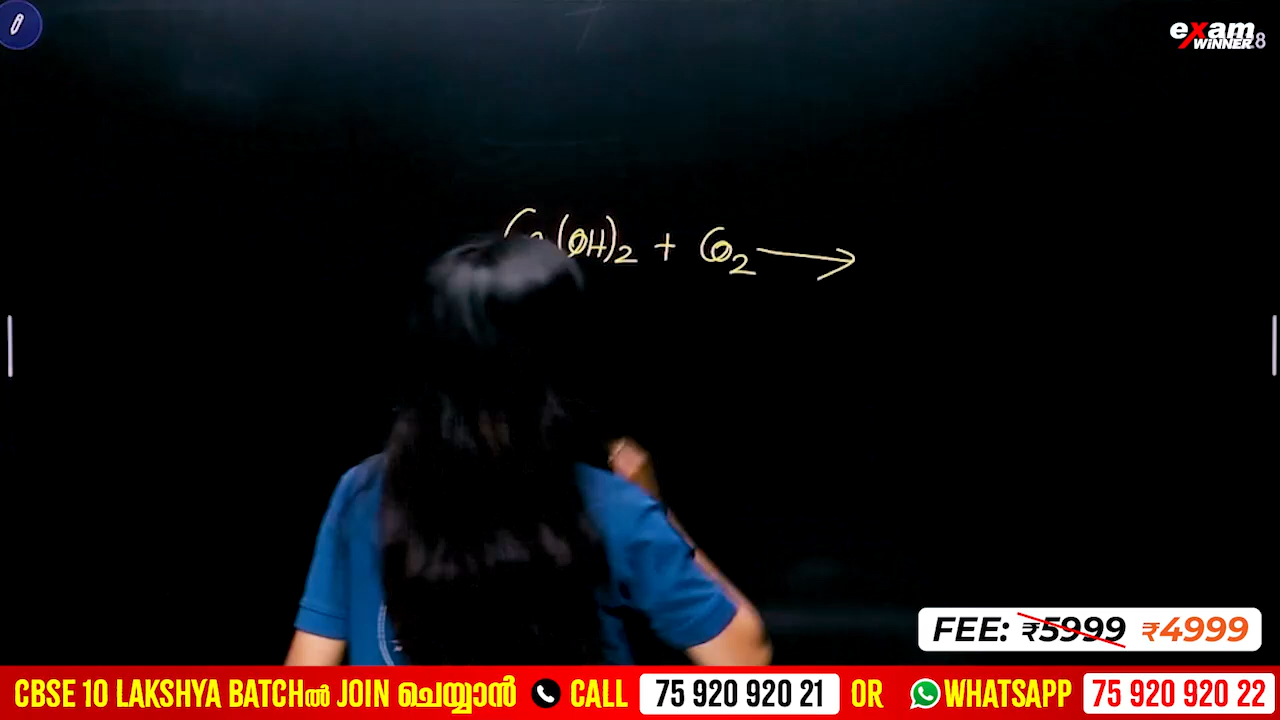 exam
WINNER 28
Ca(OH)₂ + CO₂ ⟶
FEE: ₹5999 ₹4999
CBSE 10 LAKSHYA BATCHൽ JOIN ചെയ്യാൻ CALL 75 920 920 21 OR WHATSAPP 75 920 920 22